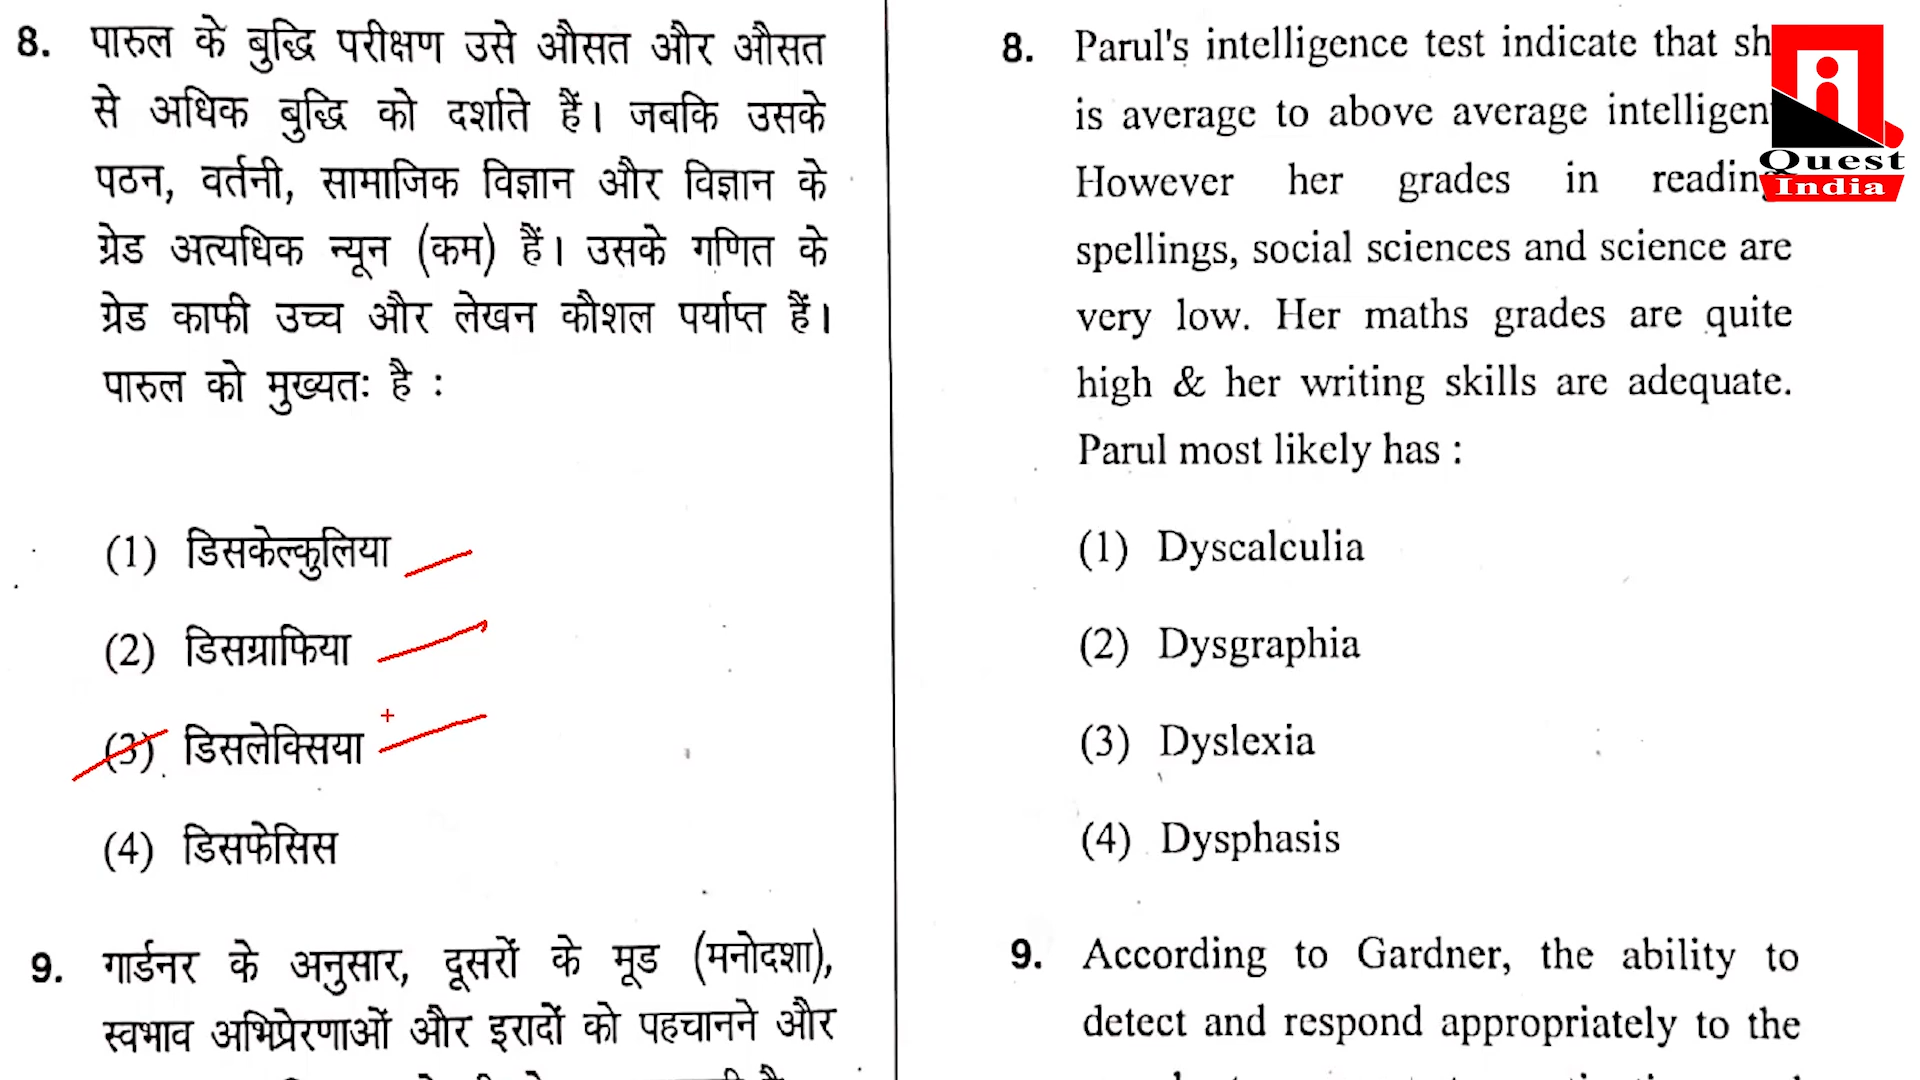 8. पारुल के बुद्धि परीक्षण उसे औसत और औसत
से अधिक बुद्धि को दर्शाते हैं। जबकि उसके
पठन, वर्तनी, सामाजिक विज्ञान और विज्ञान के
ग्रेड अत्यधिक न्यून (कम) हैं। उसके गणित के
ग्रेड काफी उच्च और लेखन कौशल पर्याप्त हैं।
पारुल को मुख्यतः है :
(1) डिसकेल्कुलिया
(2) डिसग्राफिया
(3) डिसलेक्सिया
(4) डिसफेसिस
9. गार्डनर के अनुसार, दूसरों के मूड (मनोदशा),
स्वभाव अभिप्रेरणाओं और इरादों को पहचानने और
8. Parul's intelligence test indicate that sh
is average to above average intelligen
However her grades in readin
spellings, social sciences and science are
very low. Her maths grades are quite
high & her writing skills are adequate.
Parul most likely has :
(1) Dyscalculia
(2) Dysgraphia
(3) Dyslexia
(4) Dysphasis
9. According to Gardner, the ability to
detect and respond appropriately to the
i
Quest
India